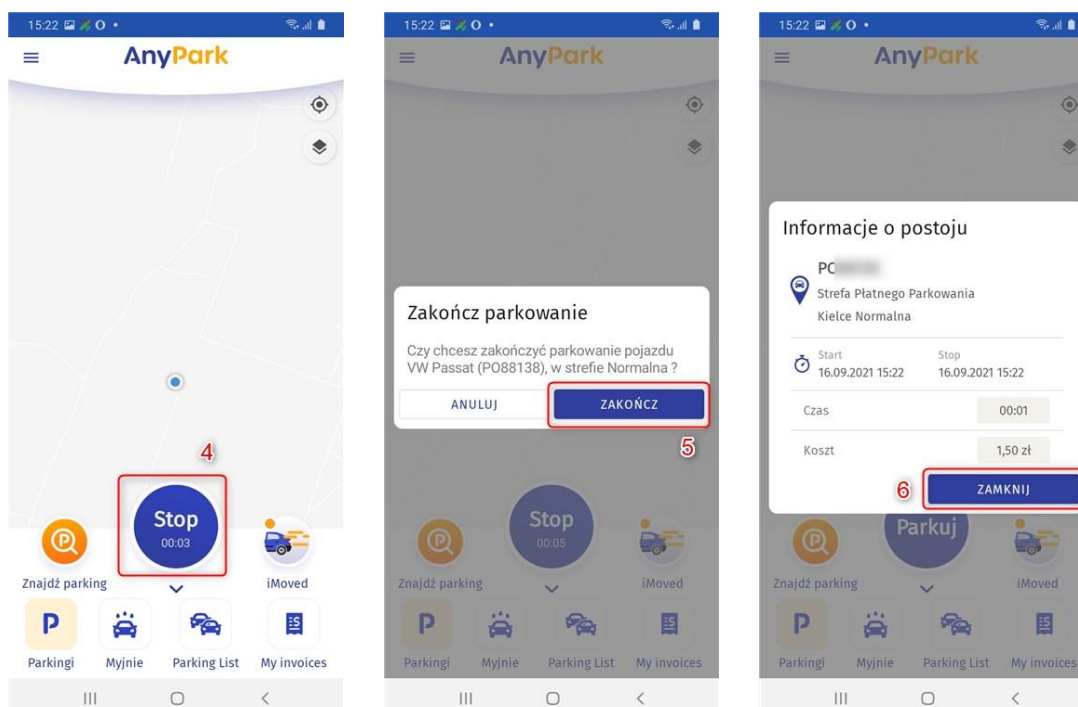 15:22
AnyPark
4
Stop
00:03
Znajdź parking
iMoved
Parkingi
Myjnie
Parking List
My invoices
15:22
AnyPark
Zakończ parkowanie
Czy chcesz zakończyć parkowanie pojazdu
VW Passat (PO88138), w strefie Normalna ?
ANULUJ
ZAKOŃCZ
5
Stop
00:05
Znajdź parking
iMoved
Parkingi
Myjnie
Parking List
My invoices
15:22
AnyPark
Informacje o postoju
PO
Strefa Płatnego Parkowania
Kielce Normalna
Start
Stop
16.09.2021 15:22
16.09.2021 15:22
Czas
00:01
Koszt
1,50 zł
6
ZAMKNIJ
Parkuj
Znajdź parking
iMoved
Parkingi
Myjnie
Parking List
My invoices